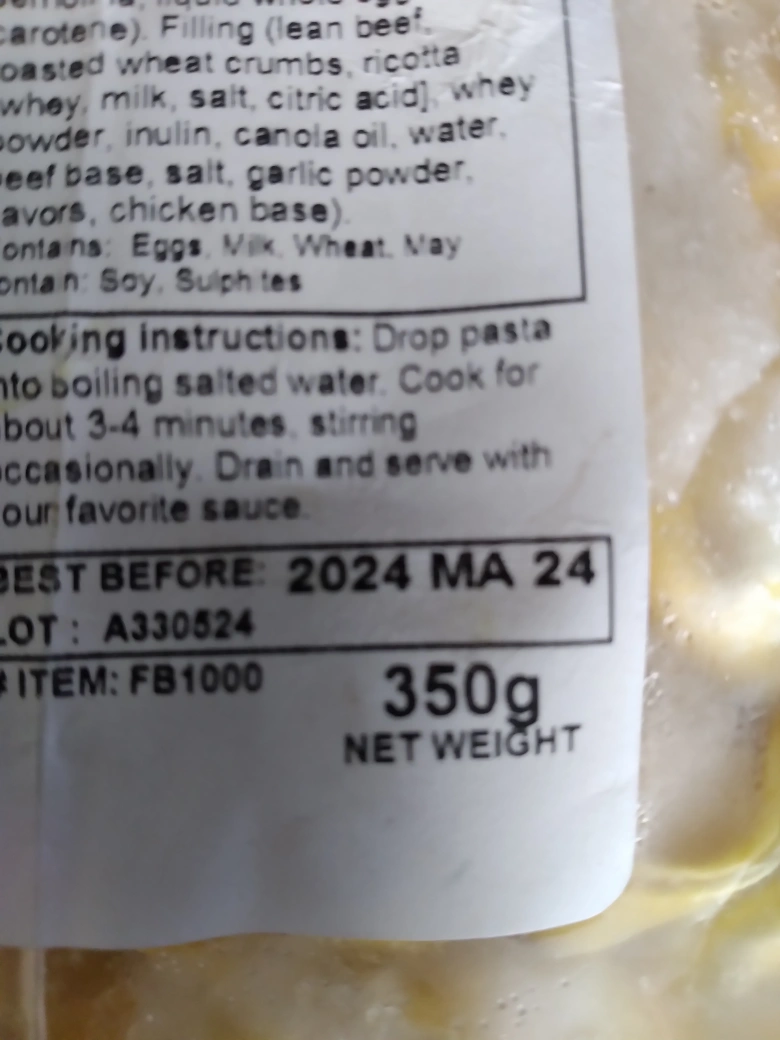 carotene). Filling (lean beef,
oasted wheat crumbs, ricotta
whey, milk, salt, citric acid], whey
powder, inulin, canola oil, water,
eef base, salt, garlic powder,
avors, chicken base).
ontains: Eggs, Milk, Wheat. May
ontain: Soy, Sulphites
Cooking instructions: Drop pasta
nto boiling salted water. Cook for
bout 3-4 minutes, stirring
occasionally. Drain and serve with
our favorite sauce.
BEST BEFORE: 2024 MA 24
LOT : A330524
# ITEM: FB1000
350g
NET WEIGHT